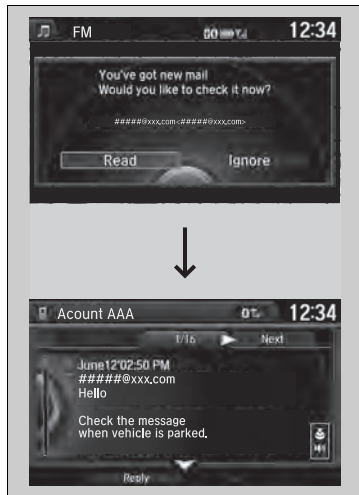 FM
12:34
You've got new mail
Would you like to check it now?
#####@xxx.com<#####@xxx.com>
Read
Ignore
Acount AAA
12:34
1/16
Next
June12'02:50 PM
#####@xxx.com
Hello
Check the message
when vehicle is parked.
Reply